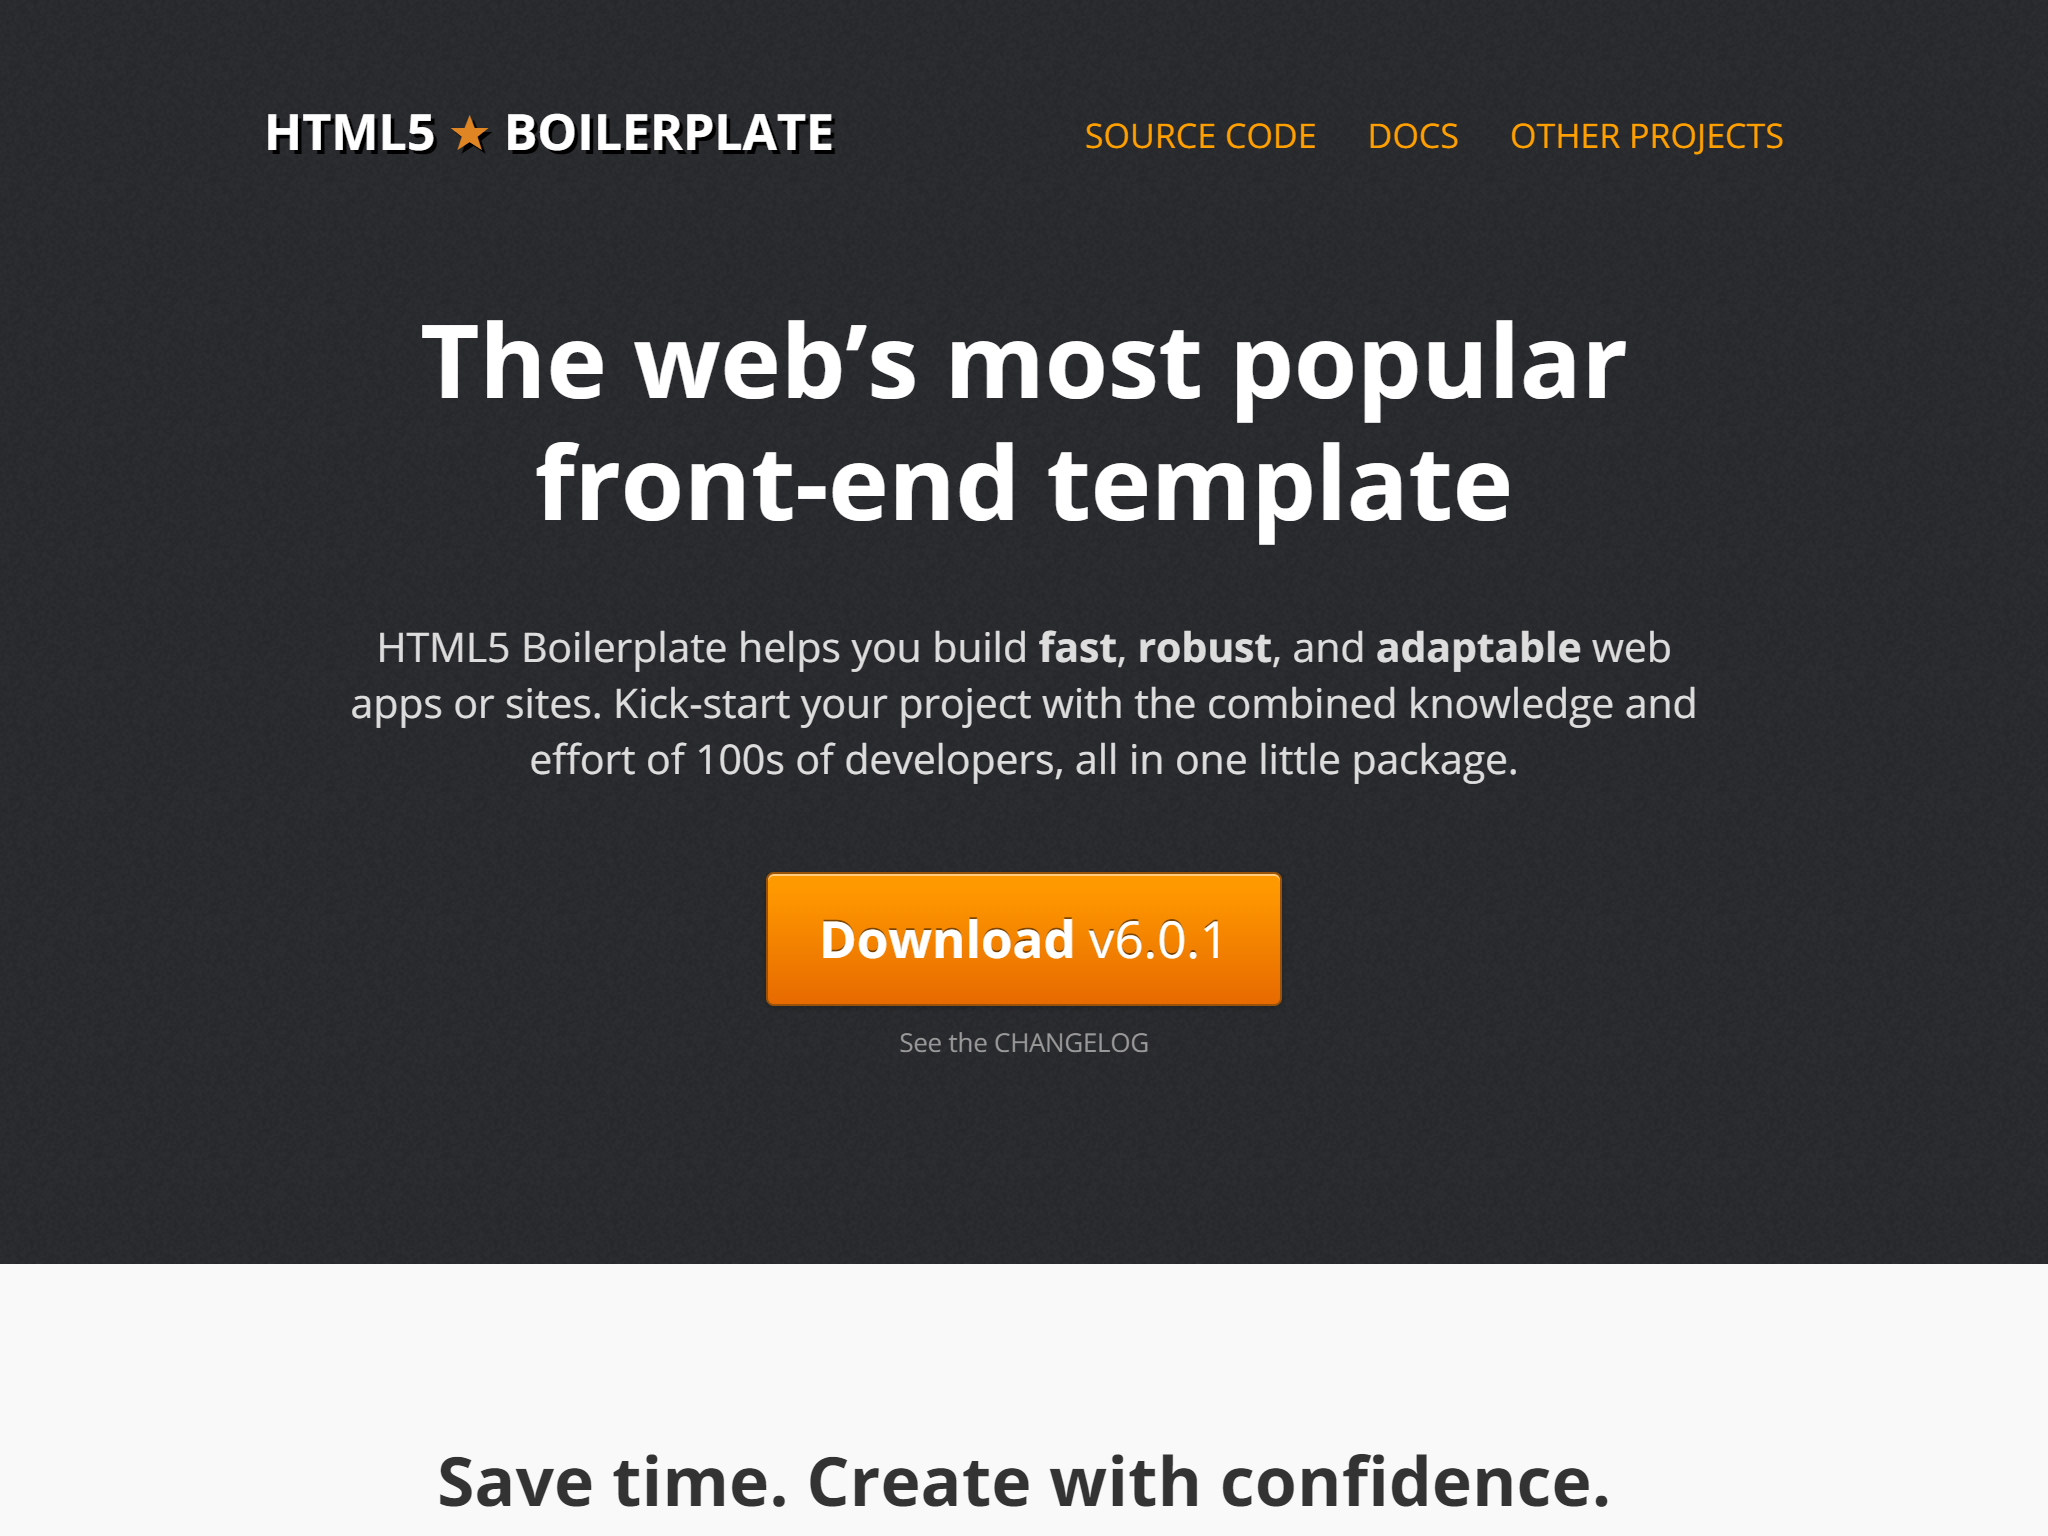 HTML5 ★ BOILERPLATE
SOURCE CODE DOCS OTHER PROJECTS
The web’s most popular
front-end template
HTML5 Boilerplate helps you build fast, robust, and adaptable web
apps or sites. Kick-start your project with the combined knowledge and
effort of 100s of developers, all in one little package.
Download v6.0.1
See the CHANGELOG
Save time. Create with confidence.